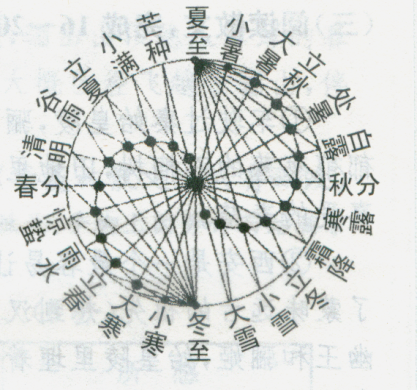 夏至
小暑
大暑
立秋
处暑
白露
秋分
寒露
霜降
立冬
小雪
大雪
冬至
小寒
大寒
立春
雨水
惊蛰
春分
清明
谷雨
立夏
小满
芒种